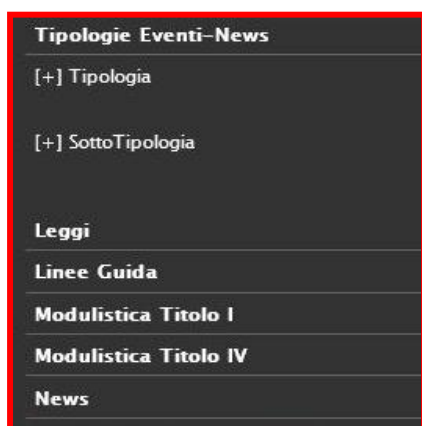 Tipologie Eventi-News
[+] Tipologia
[+] SottoTipologia
Leggi
Linee Guida
Modulistica Titolo I
Modulistica Titolo IV
News